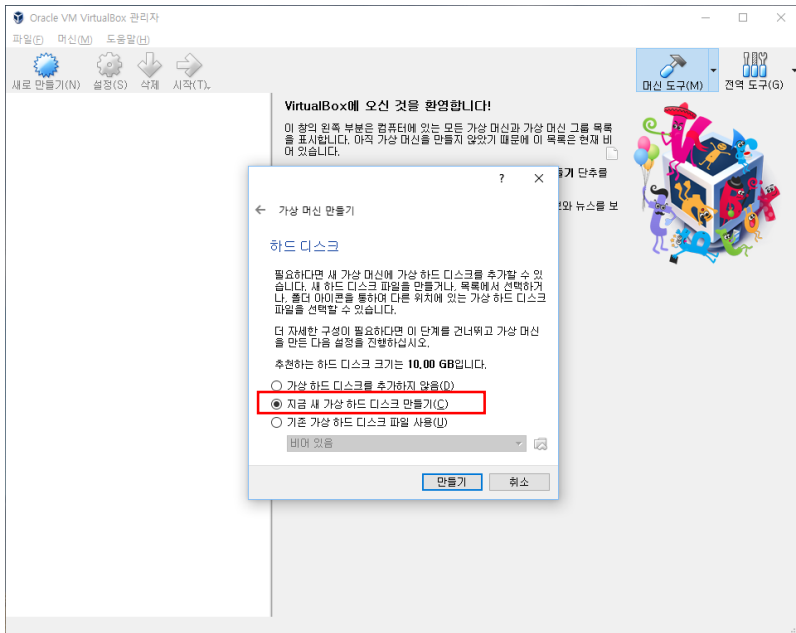 Oracle VM VirtualBox 관리자
파일(F) 머신(M) 도움말(H)
새로 만들기(N) 설정(S) 삭제 시작(T)
머신 도구(M) 전역 도구(G)
VirtualBox에 오신 것을 환영합니다!
이 창의 왼쪽 부분은 컴퓨터에 있는 모든 가상 머신과 가상 머신 그룹 목록
을 표시합니다. 아직 가상 머신을 만들지 않았기 때문에 이 목록은 현재 비
어 있습니다.
기 단추를
와 뉴스를 보
?
가상 머신 만들기
하드 디스크
필요하다면 새 가상 머신에 가상 하드 디스크를 추가할 수 있
습니다. 새 하드 디스크 파일을 만들거나, 목록에서 선택하거
나, 폴더 아이콘을 통하여 다른 위치에 있는 가상 하드 디스크
파일을 선택할 수 있습니다.
더 자세한 구성이 필요하다면 이 단계를 건너뛰고 가상 머신
을 만든 다음 설정을 진행하십시오.
추천하는 하드 디스크 크기는 10.00 GB입니다.
가상 하드 디스크를 추가하지 않음(D)
지금 새 가상 하드 디스크 만들기(C)
기존 가상 하드 디스크 파일 사용(U)
비어 있음
만들기 취소